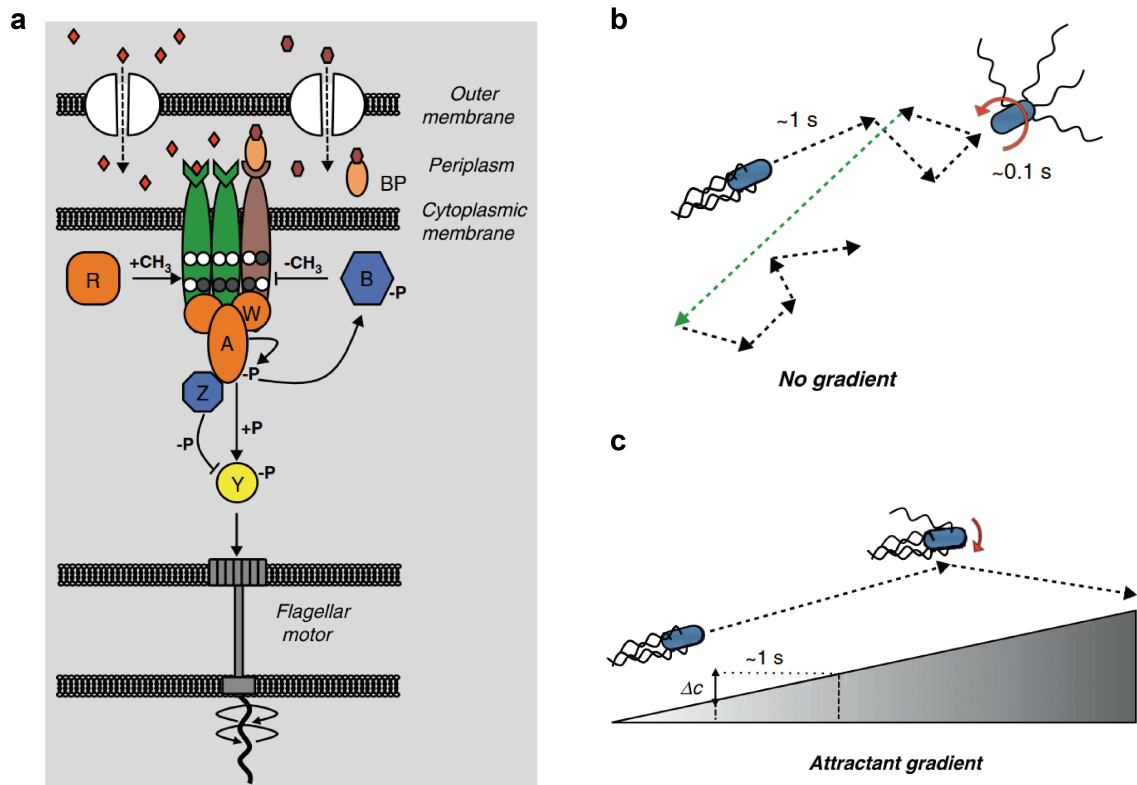 a
Outer
membrane
Periplasm
BP
Cytoplasmic
membrane
R
+CH3
-CH3
B
-P
W
A
-P
Z
-P
+P
Y
-P
Flagellar
motor
b
~1 s
~0.1 s
No gradient
c
~1 s
Δc
Attractant gradient